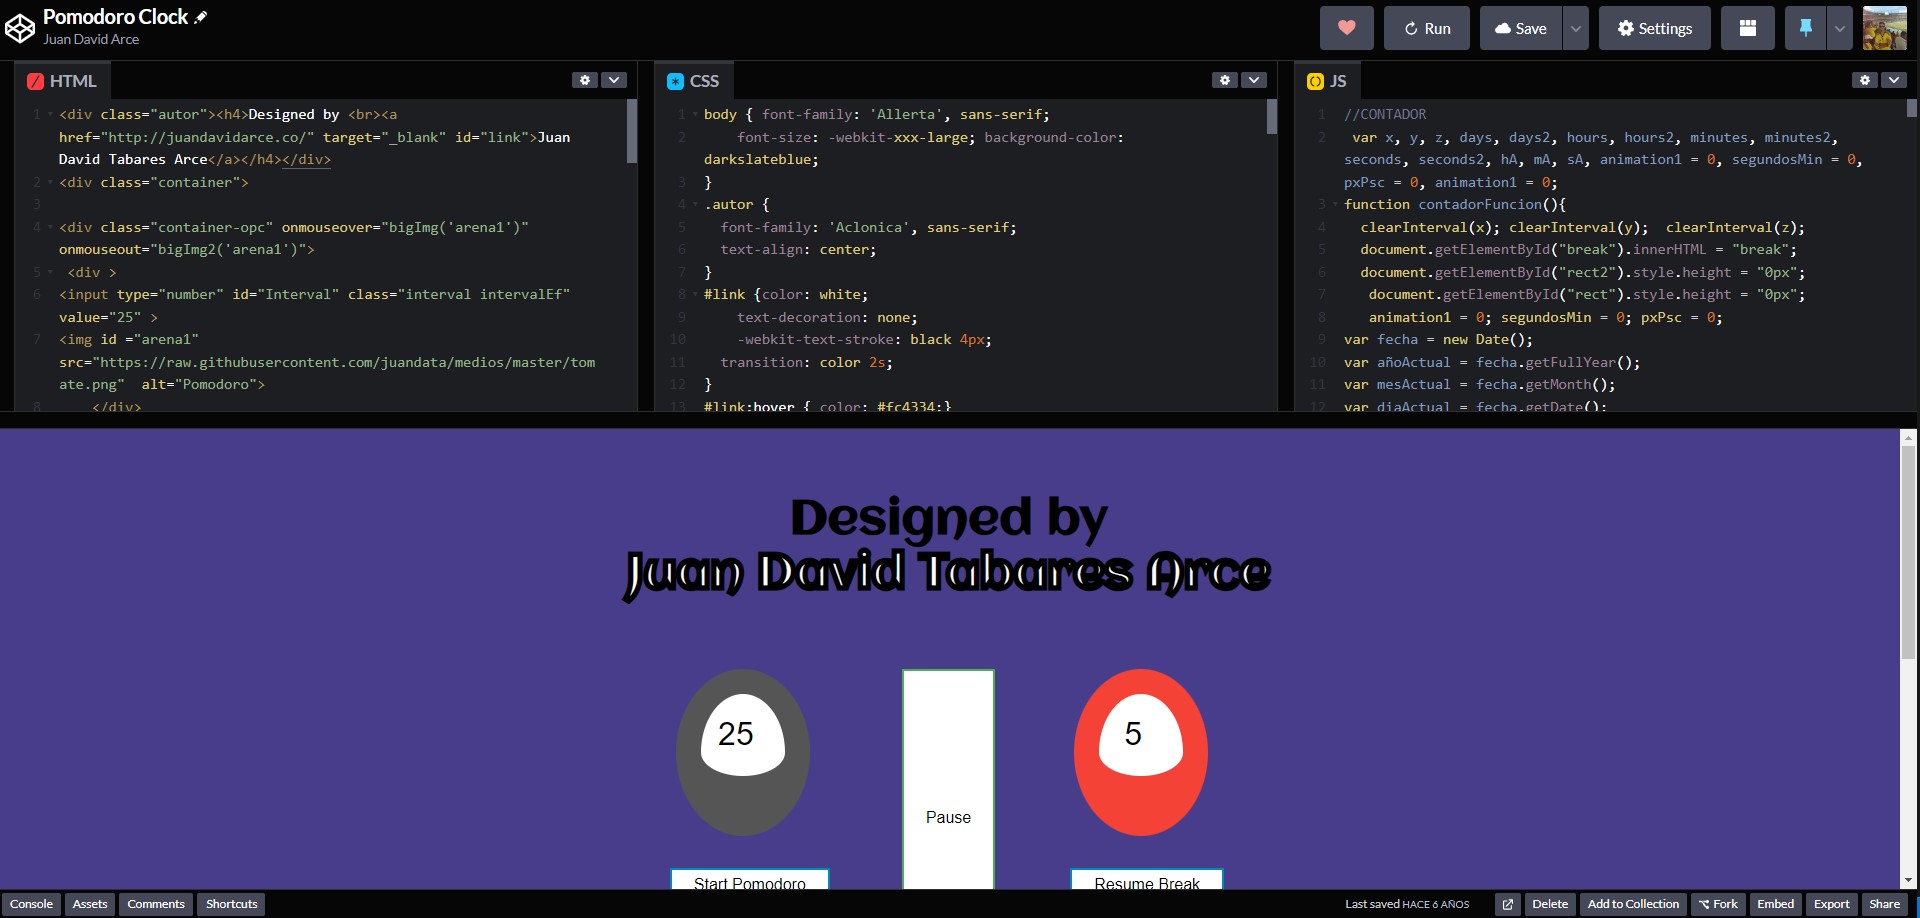 Pomodoro Clock
Juan David Arce
Run
Save
Settings
HTML
1 <div class="autor"><h4>Designed by <br><a
href="http://juandavidarce.co/" target="_blank" id="link">Juan
David Tabares Arce</a></h4></div>
2 <div class="container">
3
4 <div class="container-opc" onmouseover="bigImg('arena1')"
onmouseout="bigImg2('arena1')">
5 <div >
6 <input type="number" id="Interval" class="interval intervalEf"
value="25" >
7 <img id ="arena1"
src="https://raw.githubusercontent.com/juandata/medios/master/tom
ate.png"  alt="Pomodoro">
8 </div>
CSS
1 body { font-family: 'Allerta', sans-serif;
2 font-size: -webkit-xxx-large; background-color:
darkslateblue;
3 }
4 .autor {
5 font-family: 'Aclonica', sans-serif;
6 text-align: center;
7 }
8 #link {color: white;
9 text-decoration: none;
10 -webkit-text-stroke: black 4px;
11 transition: color 2s;
12 }
13 #link:hover { color: #fc4334;}
JS
1 //CONTADOR
2 var x, y, z, days, days2, hours, hours2, minutes, minutes2,
seconds, seconds2, hA, mA, sA, animation1 = 0, segundosMin = 0,
pxPsc = 0, animation1 = 0;
3 function contadorFuncion(){
4 clearInterval(x); clearInterval(y);  clearInterval(z);
5 document.getElementById("break").innerHTML = "break";
6 document.getElementById("rect2").style.height = "0px";
7 document.getElementById("rect").style.height = "0px";
8 animation1 = 0; segundosMin = 0; pxPsc = 0;
9 var fecha = new Date();
10 var añoActual = fecha.getFullYear();
11 var mesActual = fecha.getMonth();
12 var diaActual = fecha.getDate();
Designed by
Juan David Tabares Arce
25
5
Pause
Start Pomodoro
Resume Break
Console
Assets
Comments
Shortcuts
Last saved HACE 6 AÑOS
Delete
Add to Collection
Fork
Embed
Export
Share